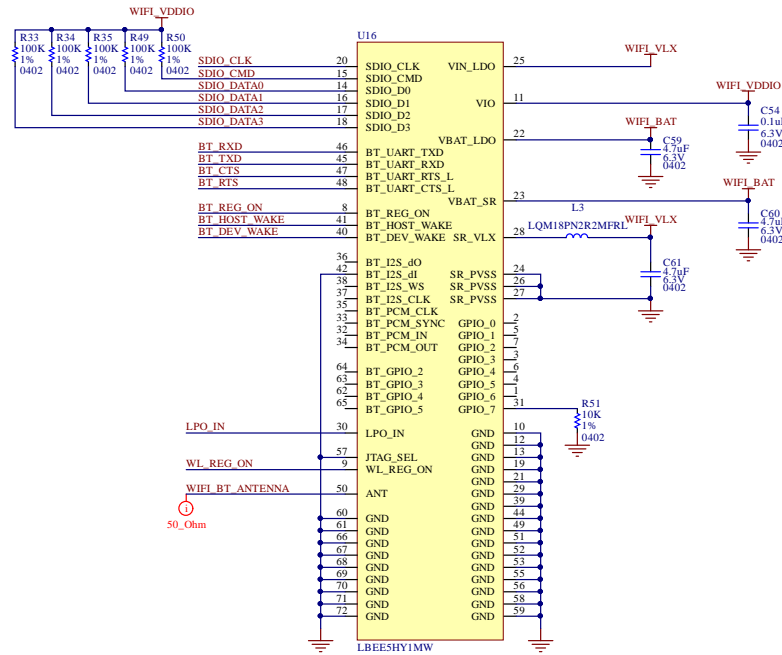 WIFI_VDDIO
R33
100K
1%
0402
R34
100K
1%
0402
R35
100K
1%
0402
R49
100K
1%
0402
R50
100K
1%
0402
U16
SDIO_CLK 20 SDIO_CLK
SDIO_CMD 15 SDIO_CMD
SDIO_DATA0 14 SDIO_D0
SDIO_DATA1 16 SDIO_D1
SDIO_DATA2 17 SDIO_D2
SDIO_DATA3 18 SDIO_D3
BT_RXD 46 BT_UART_TXD
BT_TXD 45 BT_UART_RXD
BT_CTS 47 BT_UART_RTS_L
BT_RTS 48 BT_UART_CTS_L
BT_REG_ON 8 BT_REG_ON
BT_HOST_WAKE 41 BT_HOST_WAKE
BT_DEV_WAKE 40 BT_DEV_WAKE
36 BT_I2S_dO
42 BT_I2S_dI
38 BT_I2S_WS
37 BT_I2S_CLK
35 BT_PCM_CLK
33 BT_PCM_SYNC
32 BT_PCM_IN
34 BT_PCM_OUT
64 BT_GPIO_2
63 BT_GPIO_3
62 BT_GPIO_4
65 BT_GPIO_5
LPO_IN 30 LPO_IN
57 JTAG_SEL
WL_REG_ON 9 WL_REG_ON
WIFI_BT_ANTENNA 50 ANT
i
50_Ohm
60 GND
61 GND
66 GND
67 GND
68 GND
69 GND
70 GND
71 GND
72 GND
VIN_LDO 25 WIFI_VLX
VIO 11 WIFI_VDDIO
C54
0.1u
6.3V
0402
VBAT_LDO 22 WIFI_BAT
C59
4.7uF
6.3V
0402
VBAT_SR 23 WIFI_BAT
C60
4.7u
6.3V
0402
SR_VLX 28
L3
LQM18PN2R2MFRL
WIFI_VLX
C61
4.7uF
6.3V
0402
SR_PVSS 24
SR_PVSS 26
SR_PVSS 27
GPIO_0 2
GPIO_1 5
GPIO_2 7
GPIO_3 3
GPIO_4 6
GPIO_5 4
GPIO_6 1
GPIO_7 31
R51
10K
1%
0402
GND 10
GND 12
GND 13
GND 19
GND 21
GND 29
GND 39
GND 44
GND 49
GND 51
GND 52
GND 53
GND 55
GND 56
GND 58
GND 59
LBEE5HY1MW